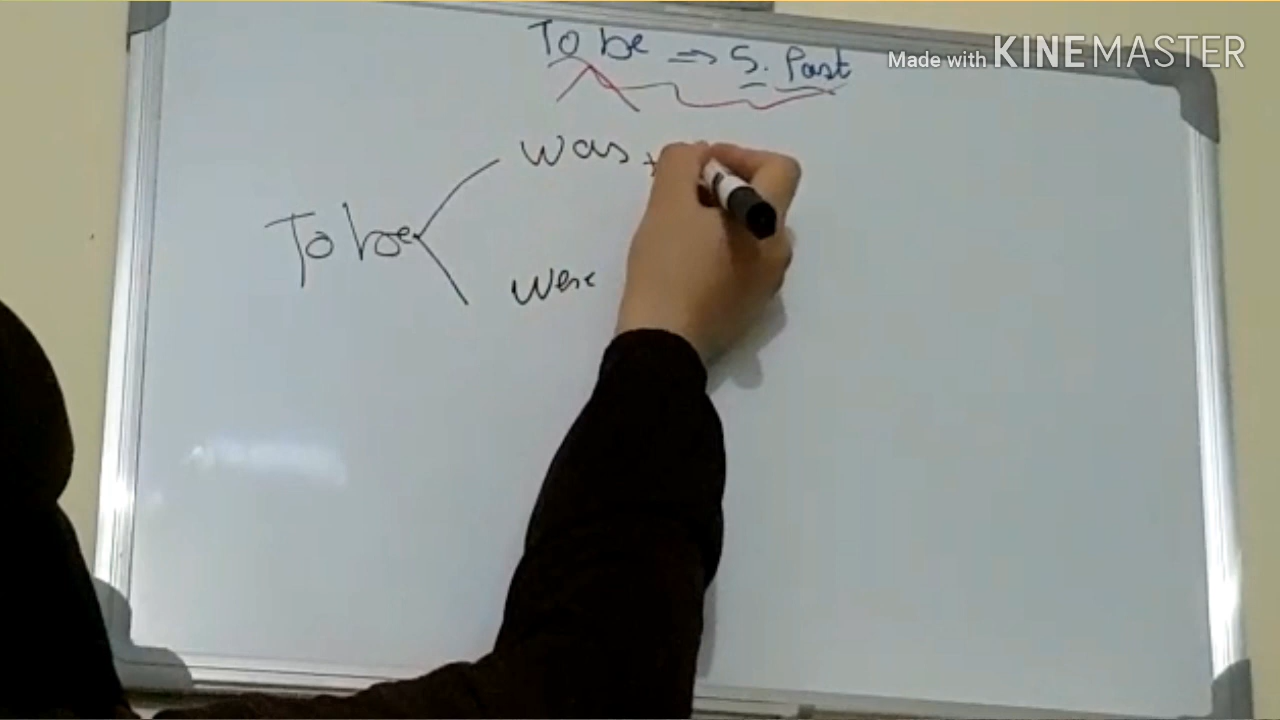 To be ⇒ S. Past
Made with KINEMASTER
was +
To be
were